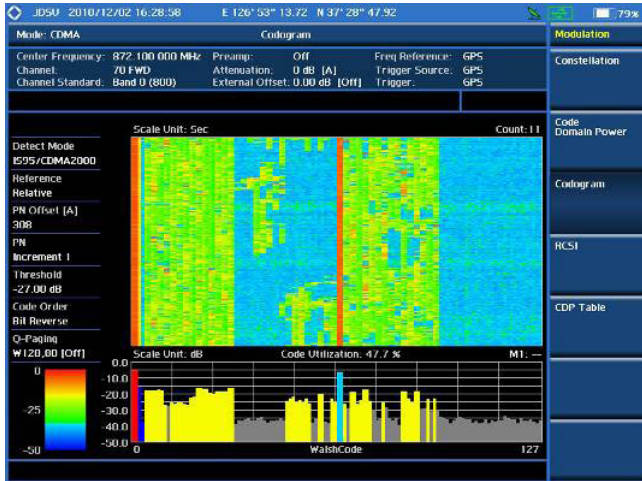 JDSU 2010/12/02 16:28:58 E 126° 53" 13.72 N 37° 28" 47.92 79%
Mode: CDMA Codogram Modulation
Center Frequency: 872.100 000 MHz Preamp: Off Freq Reference: GPS
Channel: 70 FWD Attenuation: 0 dB [A] Trigger Source: GPS
Channel Standard: Band 0 (800) External Offset: 0.00 dB [Off] Trigger: GPS
Constellation
Code
Domain Power
Codogram
RCSI
CDP Table
Scale Unit: Sec Count: 11
Detect Mode
IS95/CDMA2000
Reference
Relative
PN Offset [A]
308
PN
Increment 1
Threshold
-27.00 dB
Code Order
Bit Reverse
Q-Paging
W128,80 [Off]
Scale Unit: dB Code Utilization: 47.7 % M1: --
0
-25
-50
0.0
-10.0
-20.0
-30.0
-40.0
-50.0
0 WalshCode 127